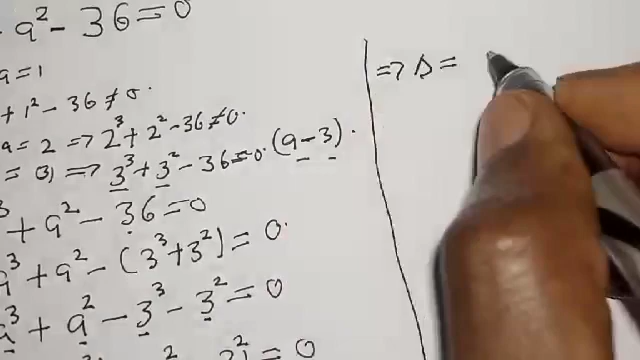 a² - 36 = 0
a = 1
+ 1² - 36 ≠ 0.
a = 2 => 2³ + 2² - 36 ≠ 0.
= 3) => 3³ + 3² - 36 = 0. (a - 3).
³ + a² - 36 = 0
a³ + a² - (3³ + 3²) = 0.
a³ + a² - 3³ - 3² = 0
= 0
=> D =